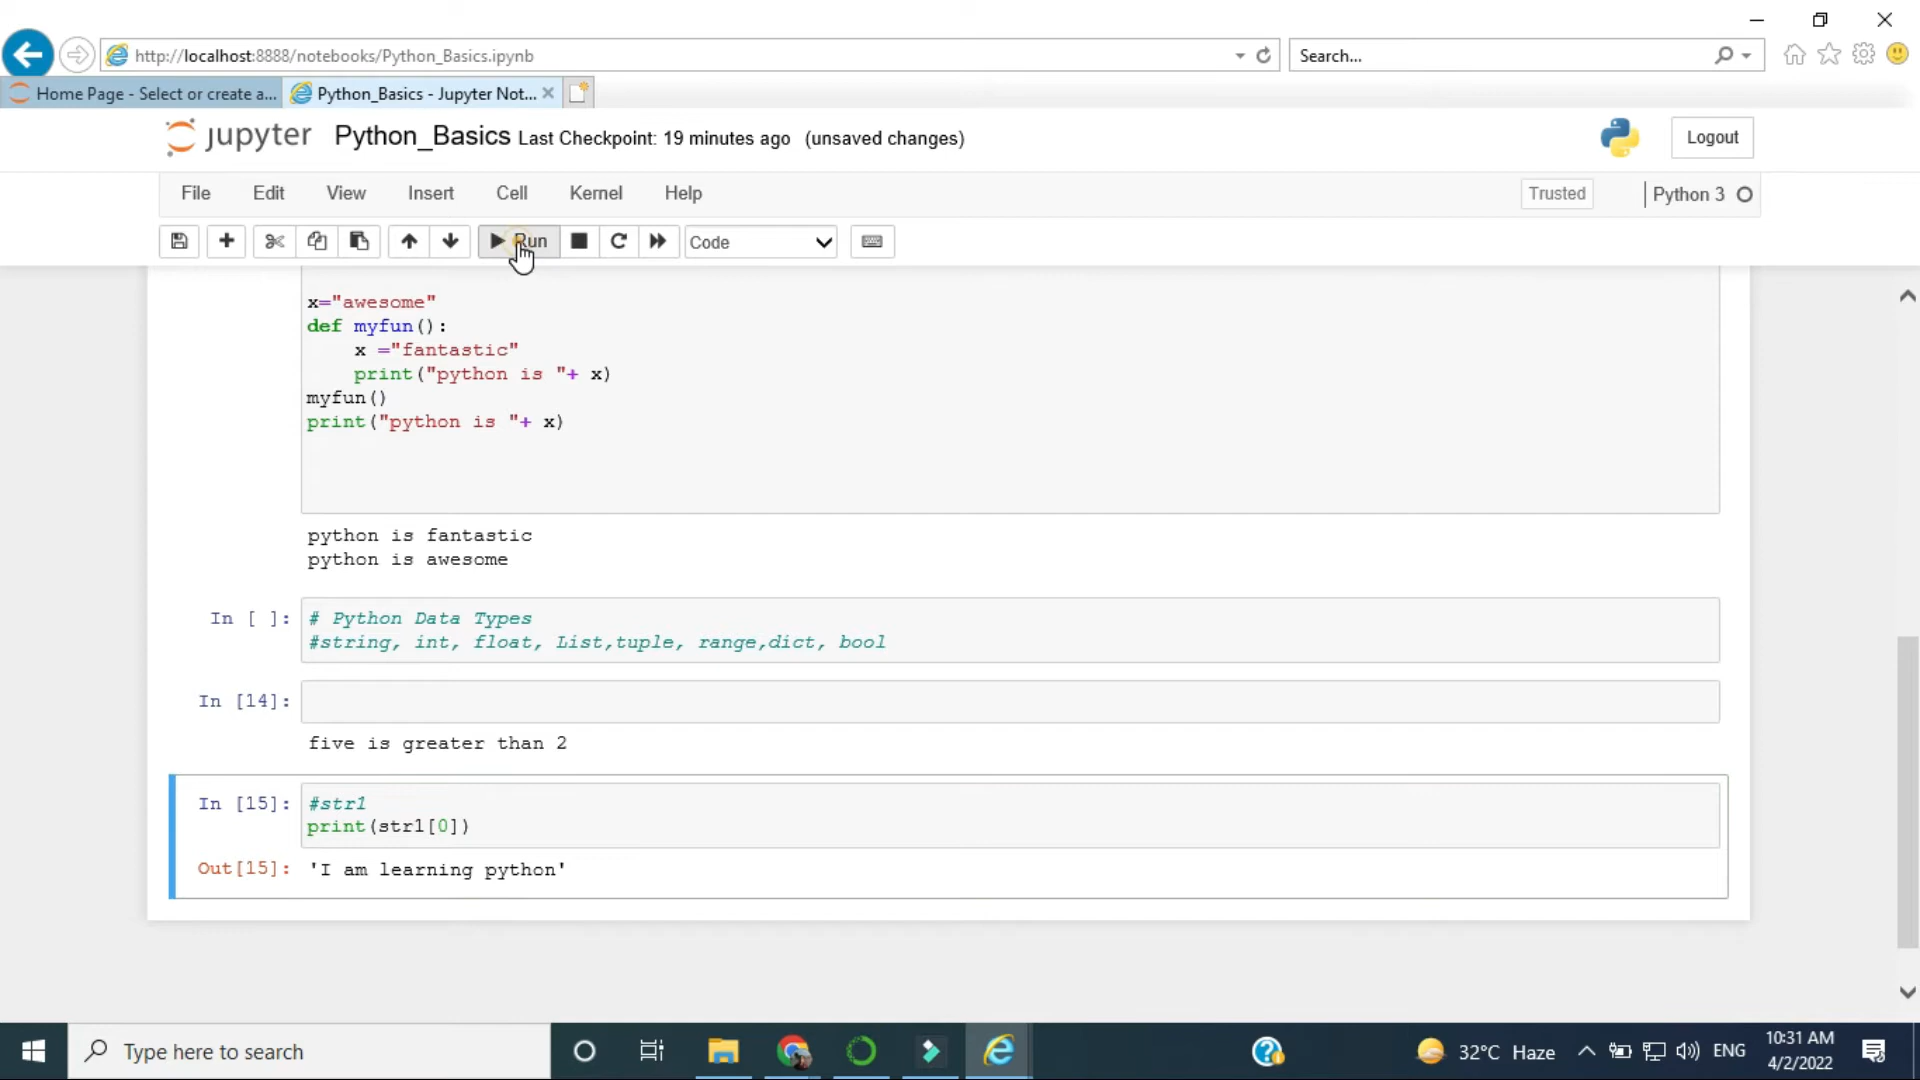 http://localhost:8888/notebooks/Python_Basics.ipynb
Search...
Home Page - Select or create a...
Python_Basics - Jupyter Not...
jupyter Python_Basics Last Checkpoint: 19 minutes ago (unsaved changes)
Logout
File Edit View Insert Cell Kernel Help
Trusted
Python 3
Run
Code
x="awesome"
def myfun():
    x ="fantastic"
    print("python is "+ x)
myfun()
print("python is "+ x)
python is fantastic
python is awesome
In [ ]: # Python Data Types
#string, int, float, List,tuple, range,dict, bool
In [14]:
five is greater than 2
In [15]: #str1
print(str1[0])
Out[15]: 'I am learning python'
Type here to search
32°C Haze
ENG
10:31 AM
4/2/2022